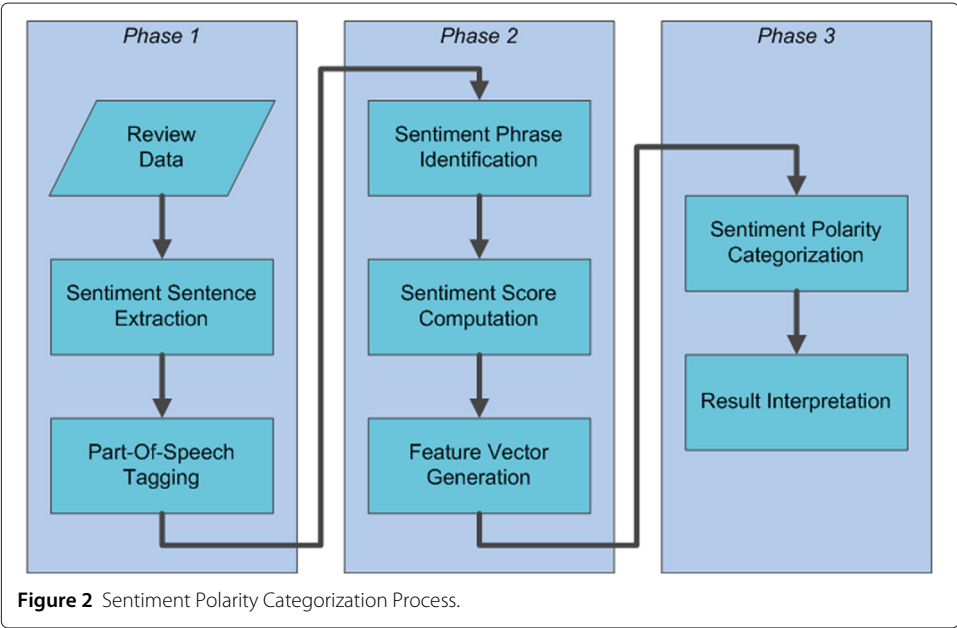 Phase 1
Review
Data
Sentiment Sentence
Extraction
Part-Of-Speech
Tagging
Phase 2
Sentiment Phrase
Identification
Sentiment Score
Computation
Feature Vector
Generation
Phase 3
Sentiment Polarity
Categorization
Result Interpretation
Figure 2 Sentiment Polarity Categorization Process.